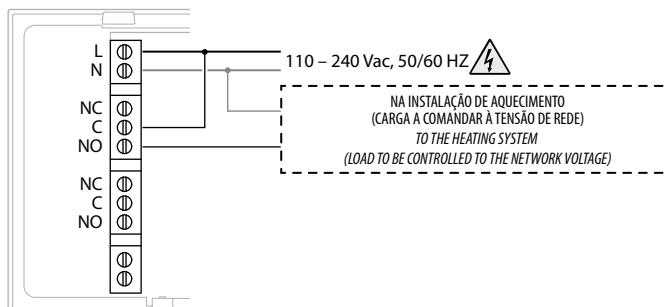 L
N
NC
C
NO
NC
C
NO
110 – 240 Vac, 50/60 HZ
NA INSTALAÇÃO DE AQUECIMENTO
(CARGA A COMANDAR À TENSÃO DE REDE)
TO THE HEATING SYSTEM
(LOAD TO BE CONTROLLED TO THE NETWORK VOLTAGE)